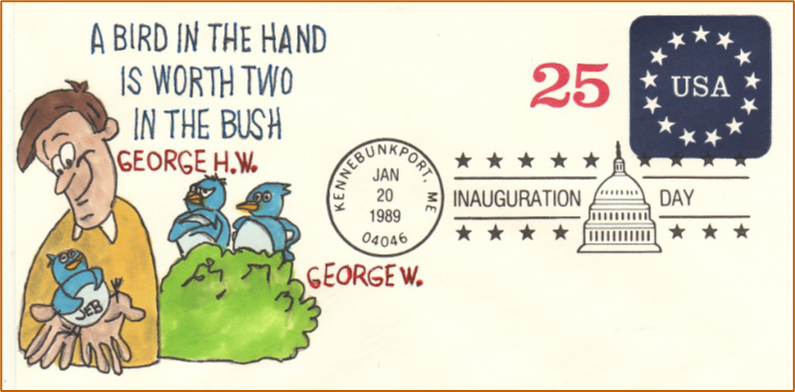 A BIRD IN THE HAND
IS WORTH TWO
IN THE BUSH
GEORGE H.W.
GEORGE W.
JEB
25
USA
KENNEBUNKPORT, ME
JAN
20
1989
04046
INAUGURATION DAY